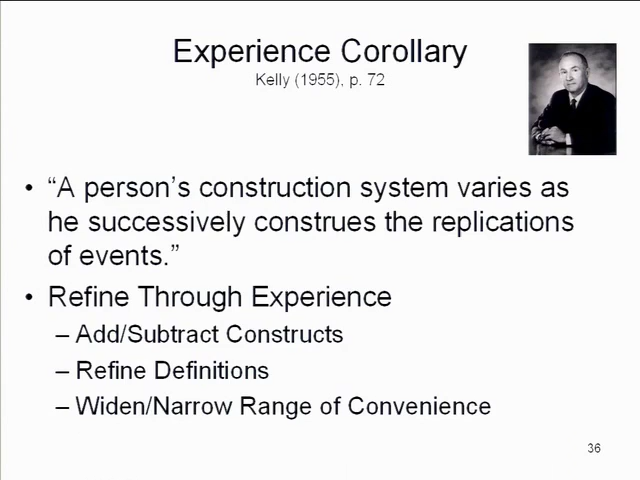 Experience Corollary
Kelly (1955), p. 72
• “A person’s construction system varies as
he successively construes the replications
of events.”
• Refine Through Experience
– Add/Subtract Constructs
– Refine Definitions
– Widen/Narrow Range of Convenience
36